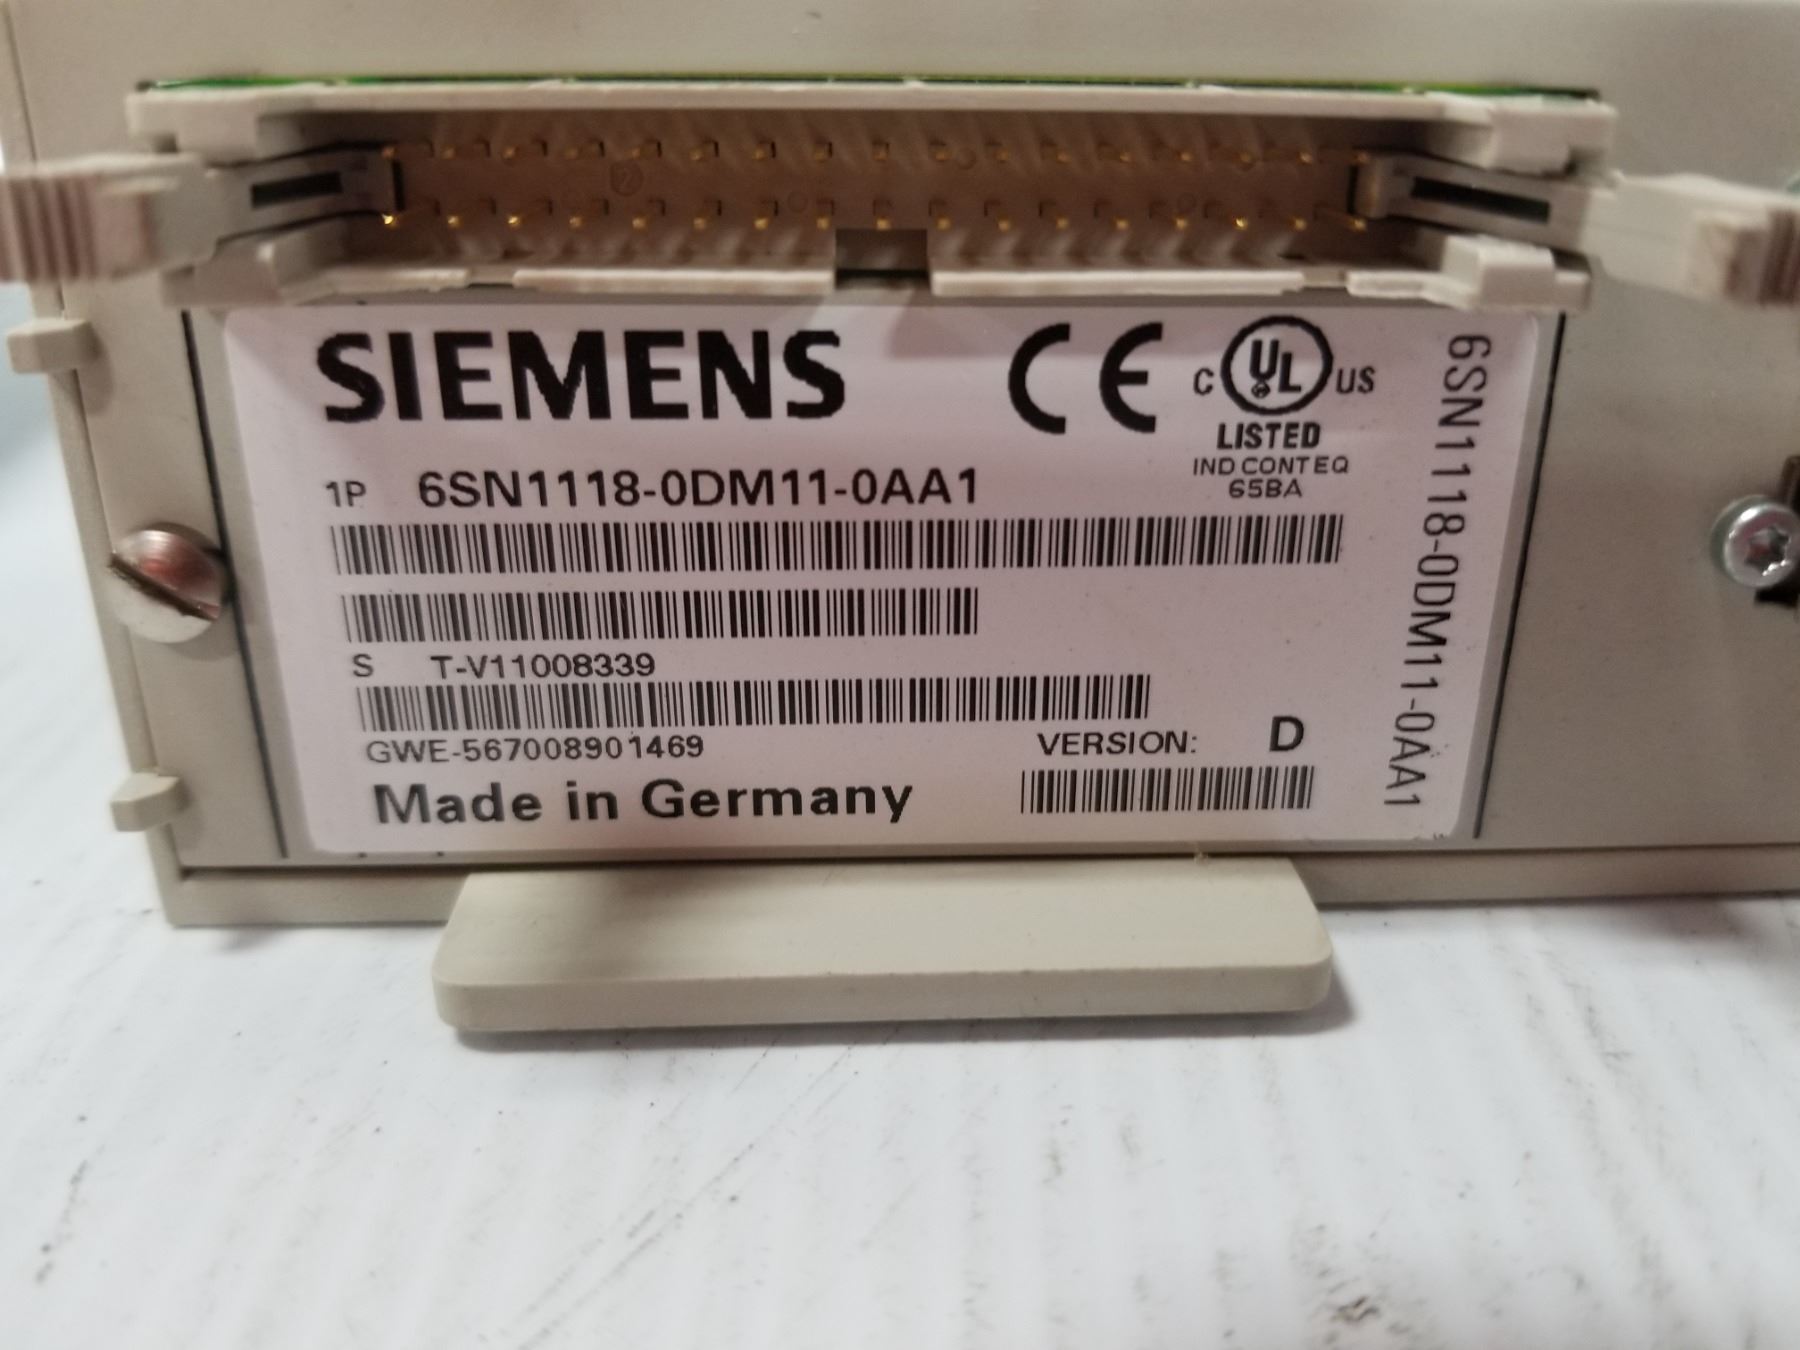 SIEMENS
CE
C UL US
LISTED
IND CONT EQ
65BA
1P 6SN1118-0DM11-0AA1
S T-V11008339
GWE-567008901469
VERSION: D
Made in Germany
6SN1118-0DM11-0AA1